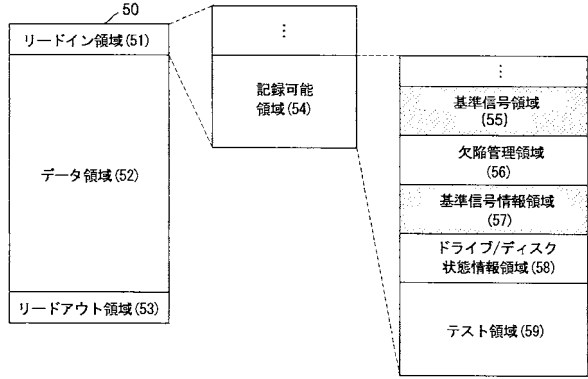 50
リードイン領域(51)
データ領域(52)
リードアウト領域(53)
⋮
記録可能
領域(54)
⋮
基準信号領域
(55)
欠陥管理領域
(56)
基準信号情報領域
(57)
ドライブ/ディスク
状態情報領域(58)
テスト領域(59)